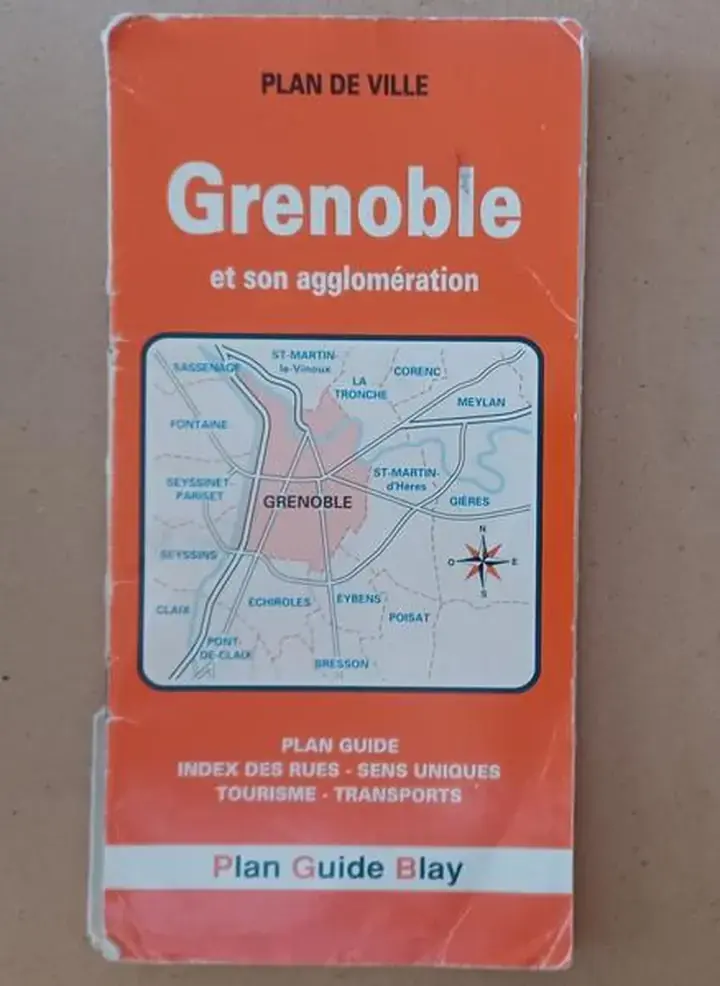 PLAN DE VILLE
Grenoble
et son agglomération
SASSENAGE
ST-MARTIN-
le-Vinoux
CORENC
LA
TRONCHE
MEYLAN
FONTAINE
ST-MARTIN-
d'Hères
SEYSSINET-
PARISET
GRENOBLE
GIÈRES
N
O
E
S
SEYSSINS
CLAIX
ECHIROLLES
EYBENS
POISAT
PONT-
DE-CLAIX
BRESSON
PLAN GUIDE
INDEX DES RUES - SENS UNIQUES
TOURISME - TRANSPORTS
Plan Guide Blay